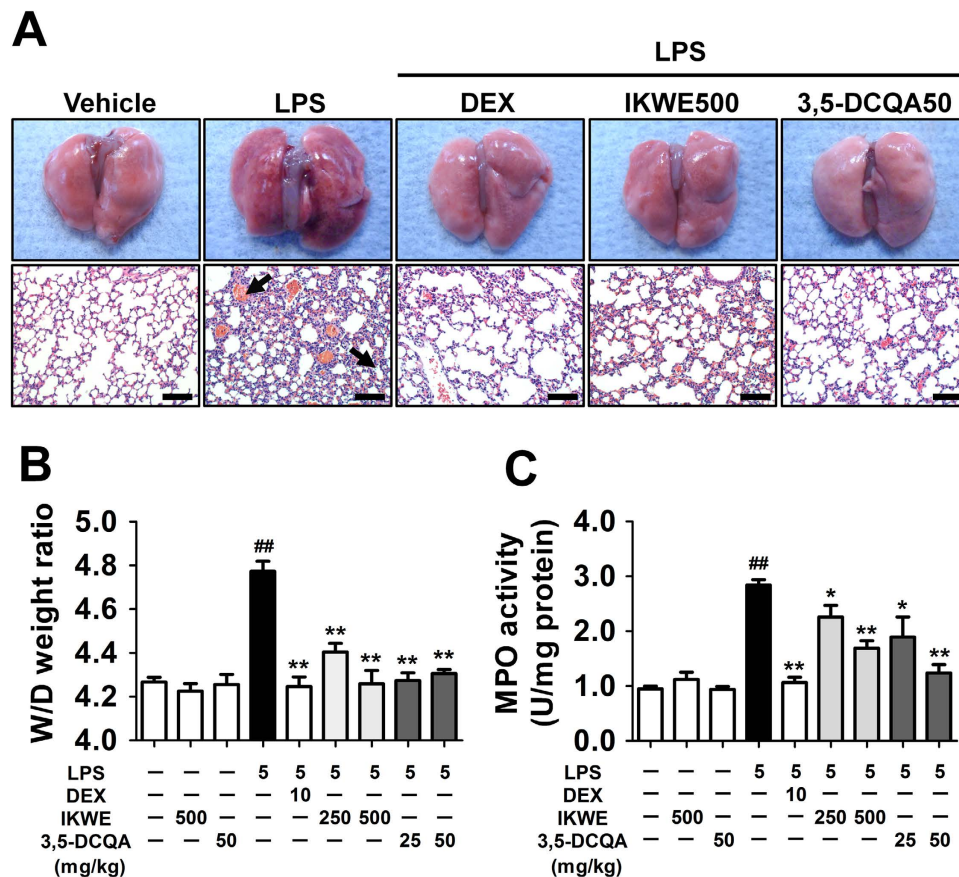 A
LPS
Vehicle LPS DEX IKWE500 3,5-DCQA50
B
W/D weight ratio
5.0
4.8
4.6
4.4
4.2
4.0
## ** ** ** ** **
LPS – – – 5 5 5 5 5 5
DEX – – – – 10 – – – –
IKWE – 500 – – – 250 500 – –
3,5-DCQA – – 50 – – – – 25 50
(mg/kg)
C
MPO activity
(U/mg protein)
4.0
3.0
2.0
1.0
0.0
## ** * ** * **
LPS – – – 5 5 5 5 5 5
DEX – – – – 10 – – – –
IKWE – 500 – – – 250 500 – –
3,5-DCQA – – 50 – – – – 25 50
(mg/kg)